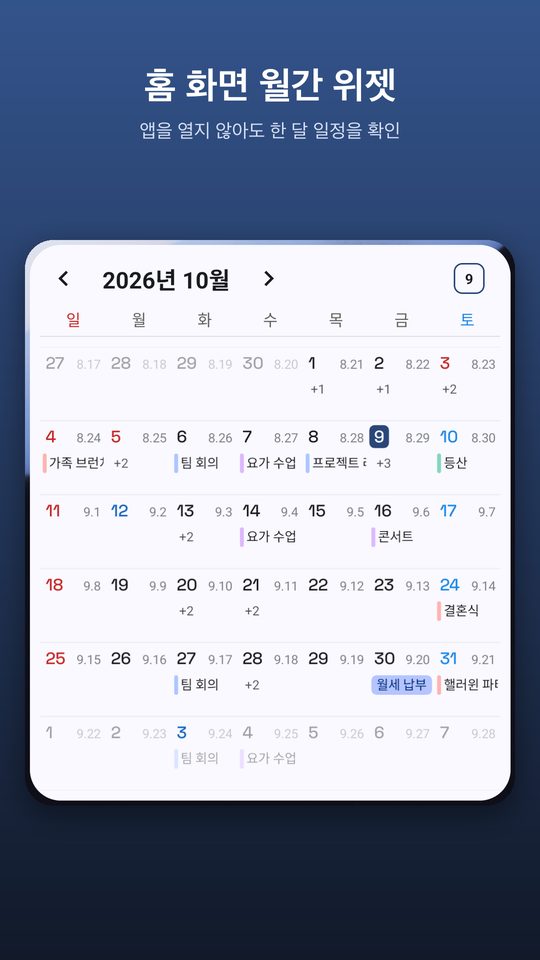 홈 화면 월간 위젯
앱을 열지 않아도 한 달 일정을 확인
2026년 10월 9
일 월 화 수 목 금 토
27 8.17 28 8.18 29 8.19 30 8.20 1 8.21 2 8.22 3 8.23
+1 +1 +2
4 8.24 5 8.25 6 8.26 7 8.27 8 8.28 9 8.29 10 8.30
가족 브런 +2 팀 회의 요가 수업 프로젝트 +3 등산
11 9.1 12 9.2 13 9.3 14 9.4 15 9.5 16 9.6 17 9.7
+2 요가 수업 콘서트
18 9.8 19 9.9 20 9.10 21 9.11 22 9.12 23 9.13 24 9.14
+2 +2 결혼식
25 9.15 26 9.16 27 9.17 28 9.18 29 9.19 30 9.20 31 9.21
팀 회의 +2 월세 납부 핼러윈 파
1 9.22 2 9.23 3 9.24 4 9.25 5 9.26 6 9.27 7 9.28
팀 회의 요가 수업